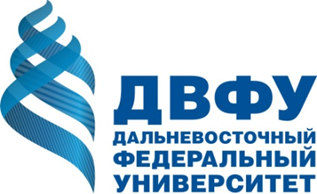 ДВФУ
ДАЛЬНЕВОСТОЧНЫЙ
ФЕДЕРАЛЬНЫЙ
УНИВЕРСИТЕТ